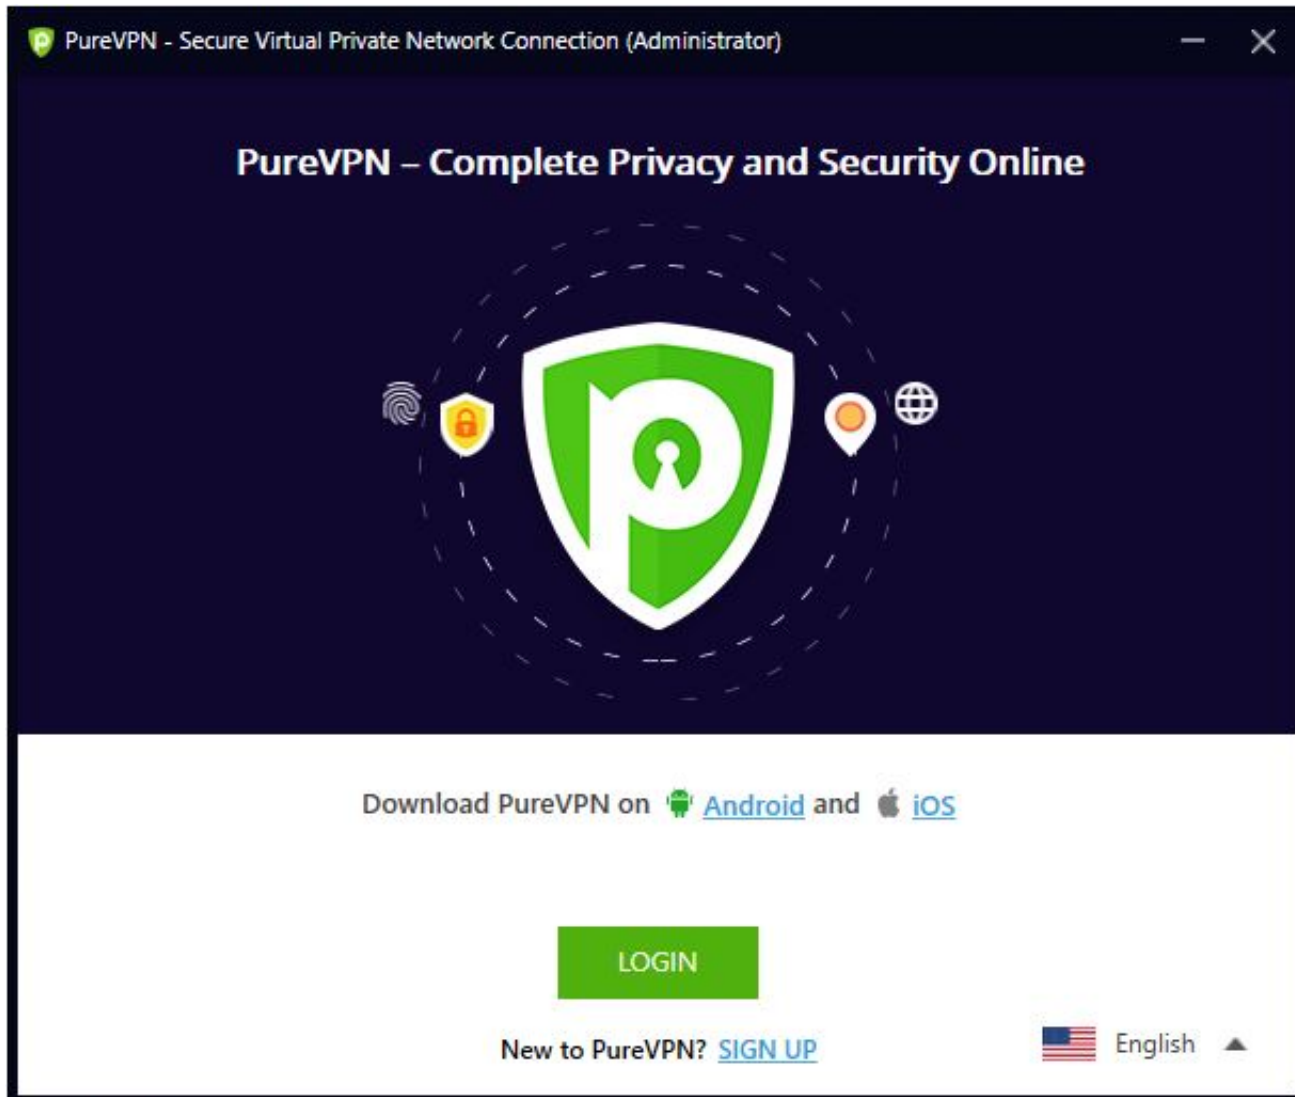 PureVPN - Secure Virtual Private Network Connection (Administrator)
PureVPN – Complete Privacy and Security Online
Download PureVPN on Android and iOS
LOGIN
New to PureVPN? SIGN UP
English